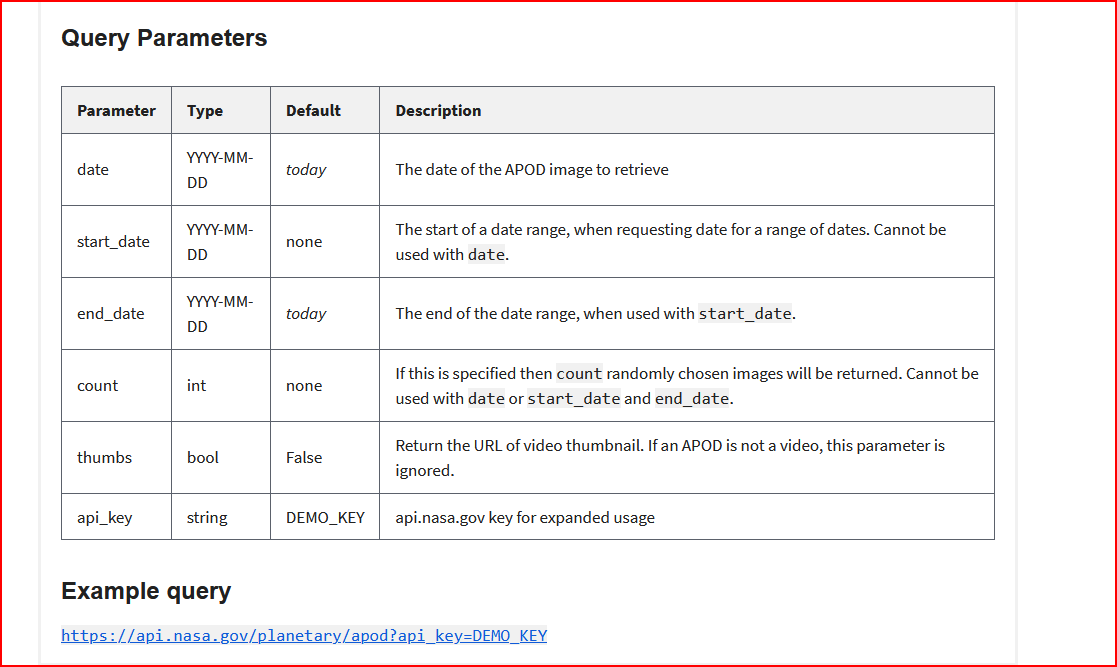 Query Parameters
Parameter Type Default Description
date YYYY-MM-DD today The date of the APOD image to retrieve
start_date YYYY-MM-DD none The start of a date range, when requesting date for a range of dates. Cannot be
used with date.
end_date YYYY-MM-DD today The end of the date range, when used with start_date.
count int none If this is specified then count randomly chosen images will be returned. Cannot be
used with date or start_date and end_date.
thumbs bool False Return the URL of video thumbnail. If an APOD is not a video, this parameter is
ignored.
api_key string DEMO_KEY api.nasa.gov key for expanded usage
Example query
https://api.nasa.gov/planetary/apod?api_key=DEMO_KEY